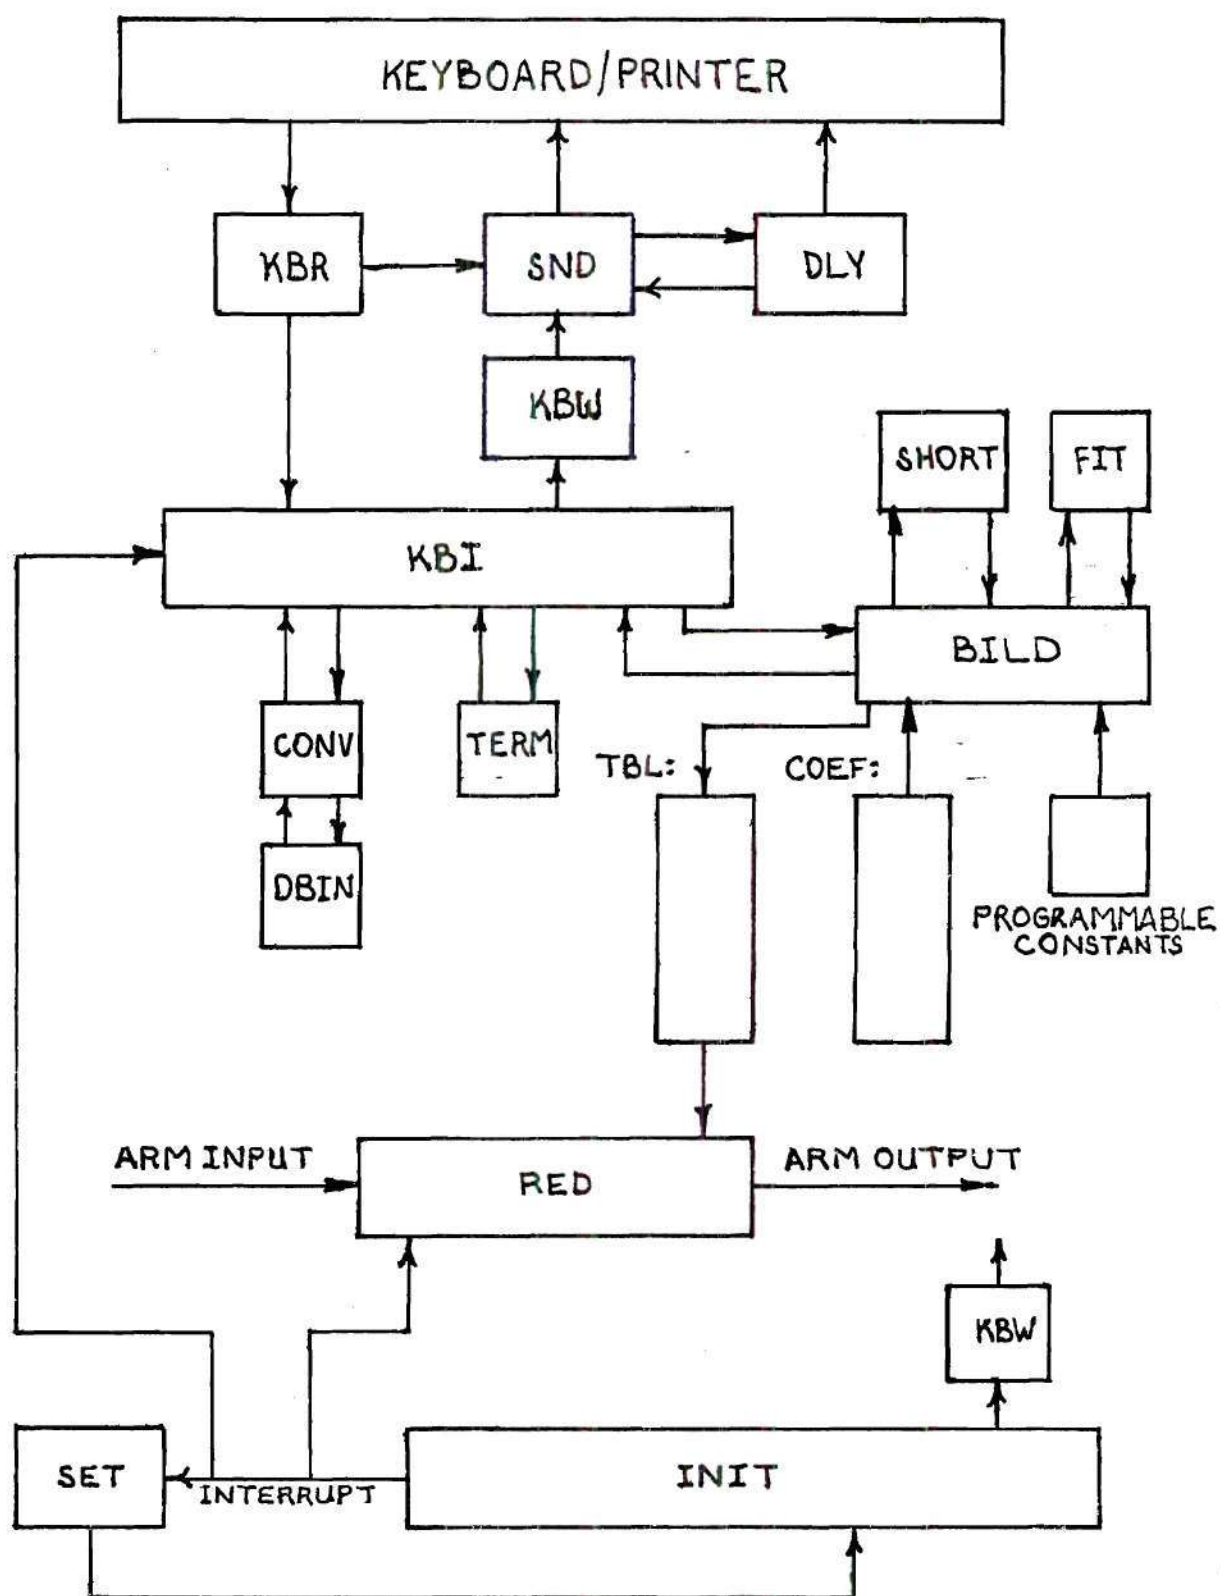 KEYBOARD/PRINTER
KBR
SND
DLY
KBW
SHORT
FIT
KBI
BILD
CONV
TERM
TBL:
COEF:
DBIN
PROGRAMMABLE
CONSTANTS
ARM INPUT
RED
ARM OUTPUT
KBW
SET
INTERRUPT
INIT